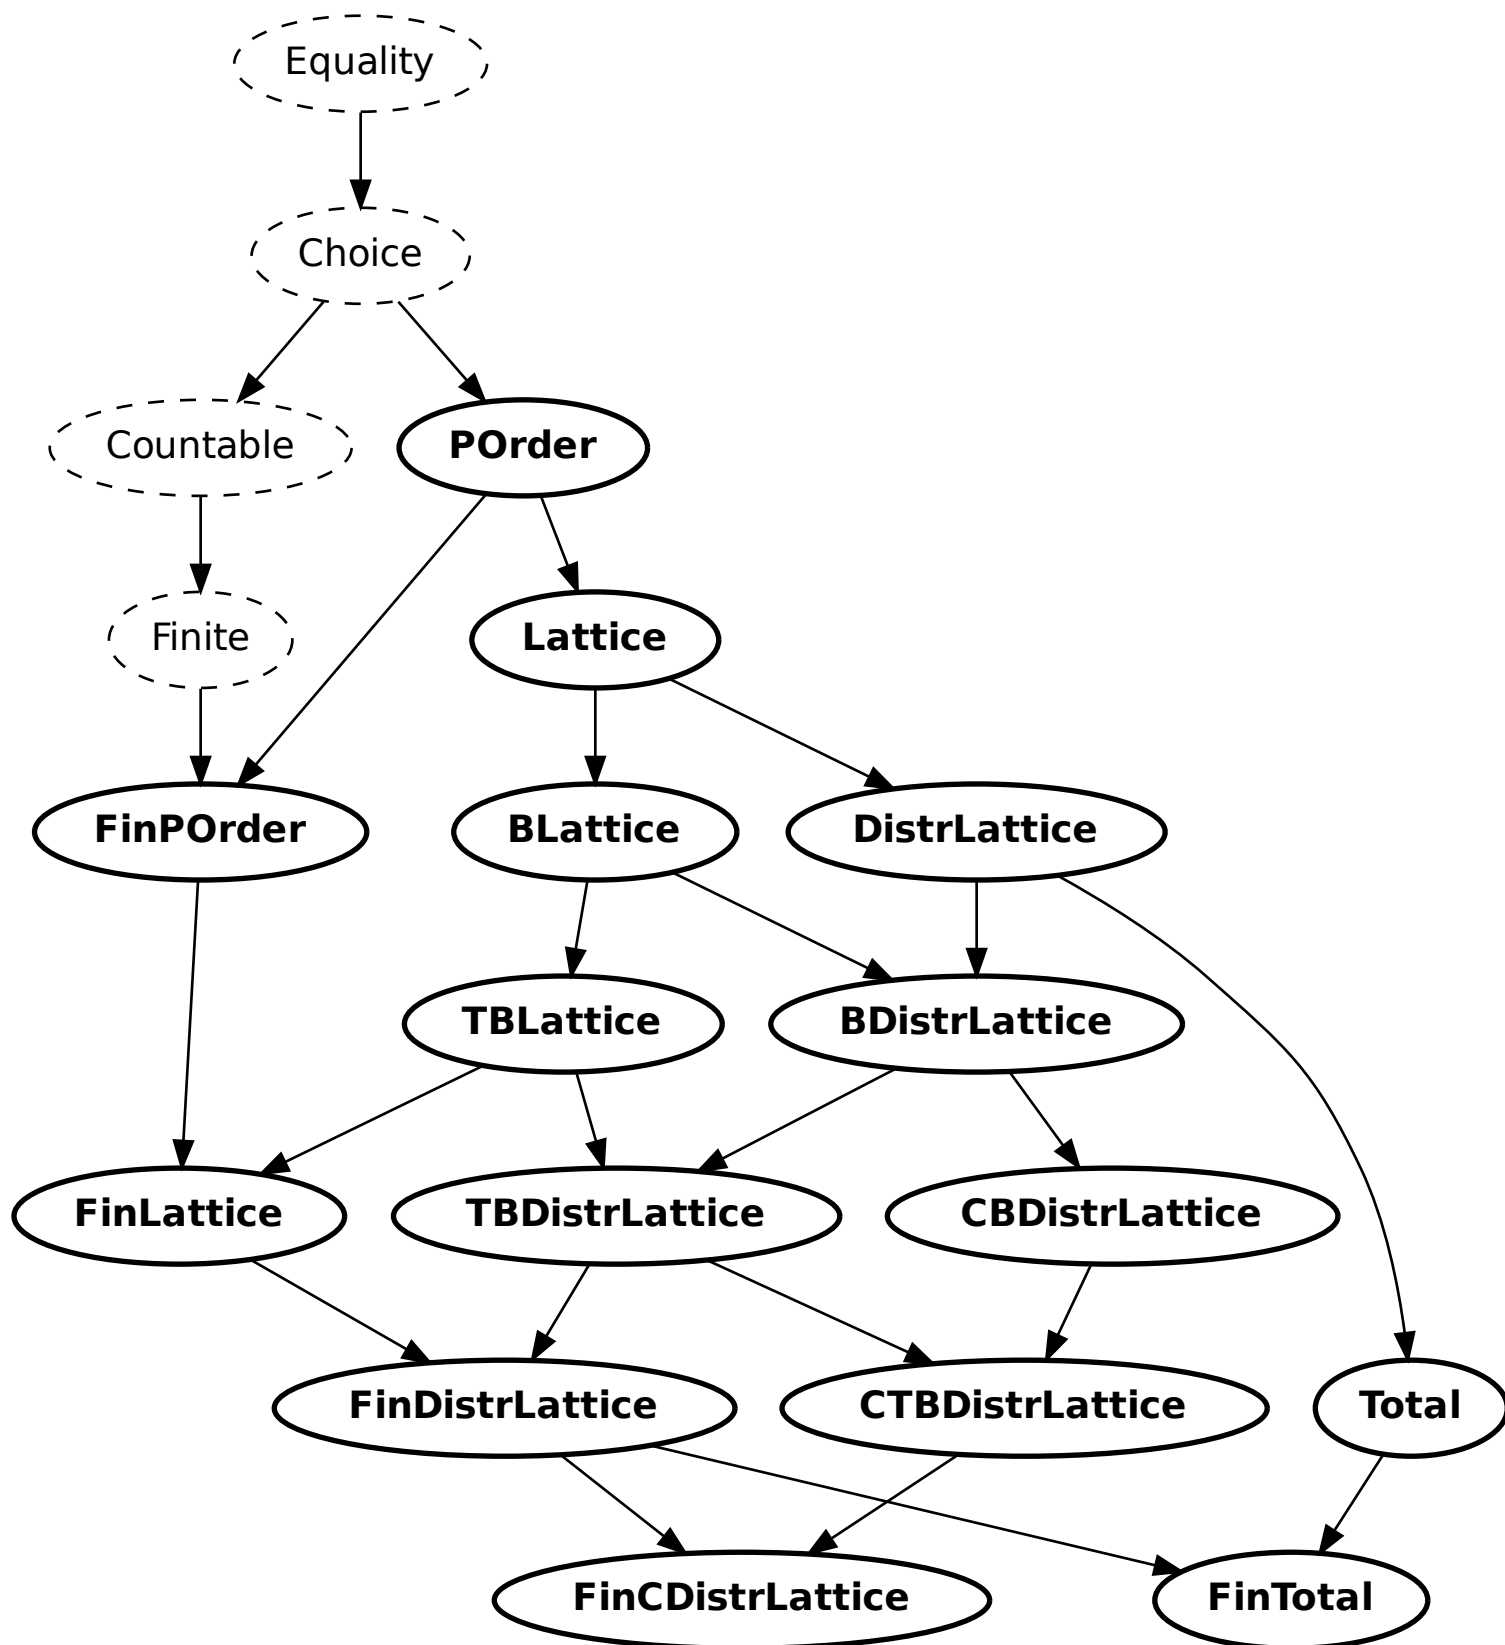 Equality
Choice
Countable
POrder
Finite
Lattice
FinPOrder
BLattice
DistrLattice
TBLattice
BDistrLattice
FinLattice
TBDistrLattice
CBDistrLattice
FinDistrLattice
CTBDistrLattice
Total
FinCDistrLattice
FinTotal